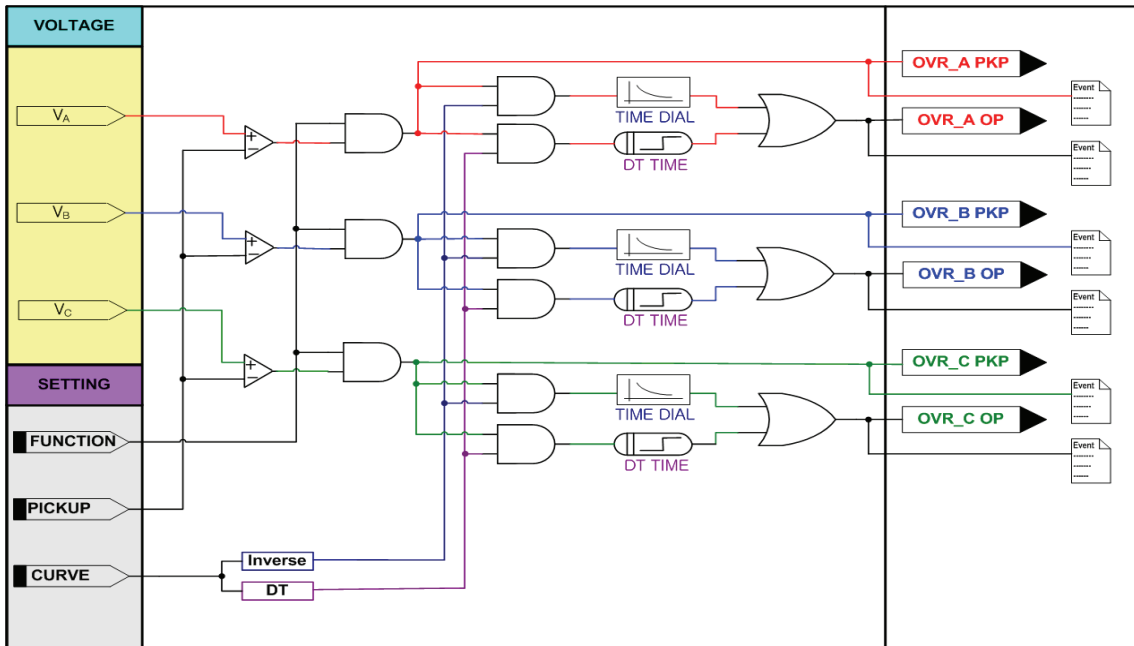 VOLTAGE
VA
VB
VC
SETTING
FUNCTION
PICKUP
CURVE
Inverse
DT
TIME DIAL
DT TIME
TIME DIAL
DT TIME
TIME DIAL
DT TIME
OVR_A PKP
Event
OVR_A OP
Event
OVR_B PKP
Event
OVR_B OP
Event
OVR_C PKP
Event
OVR_C OP
Event